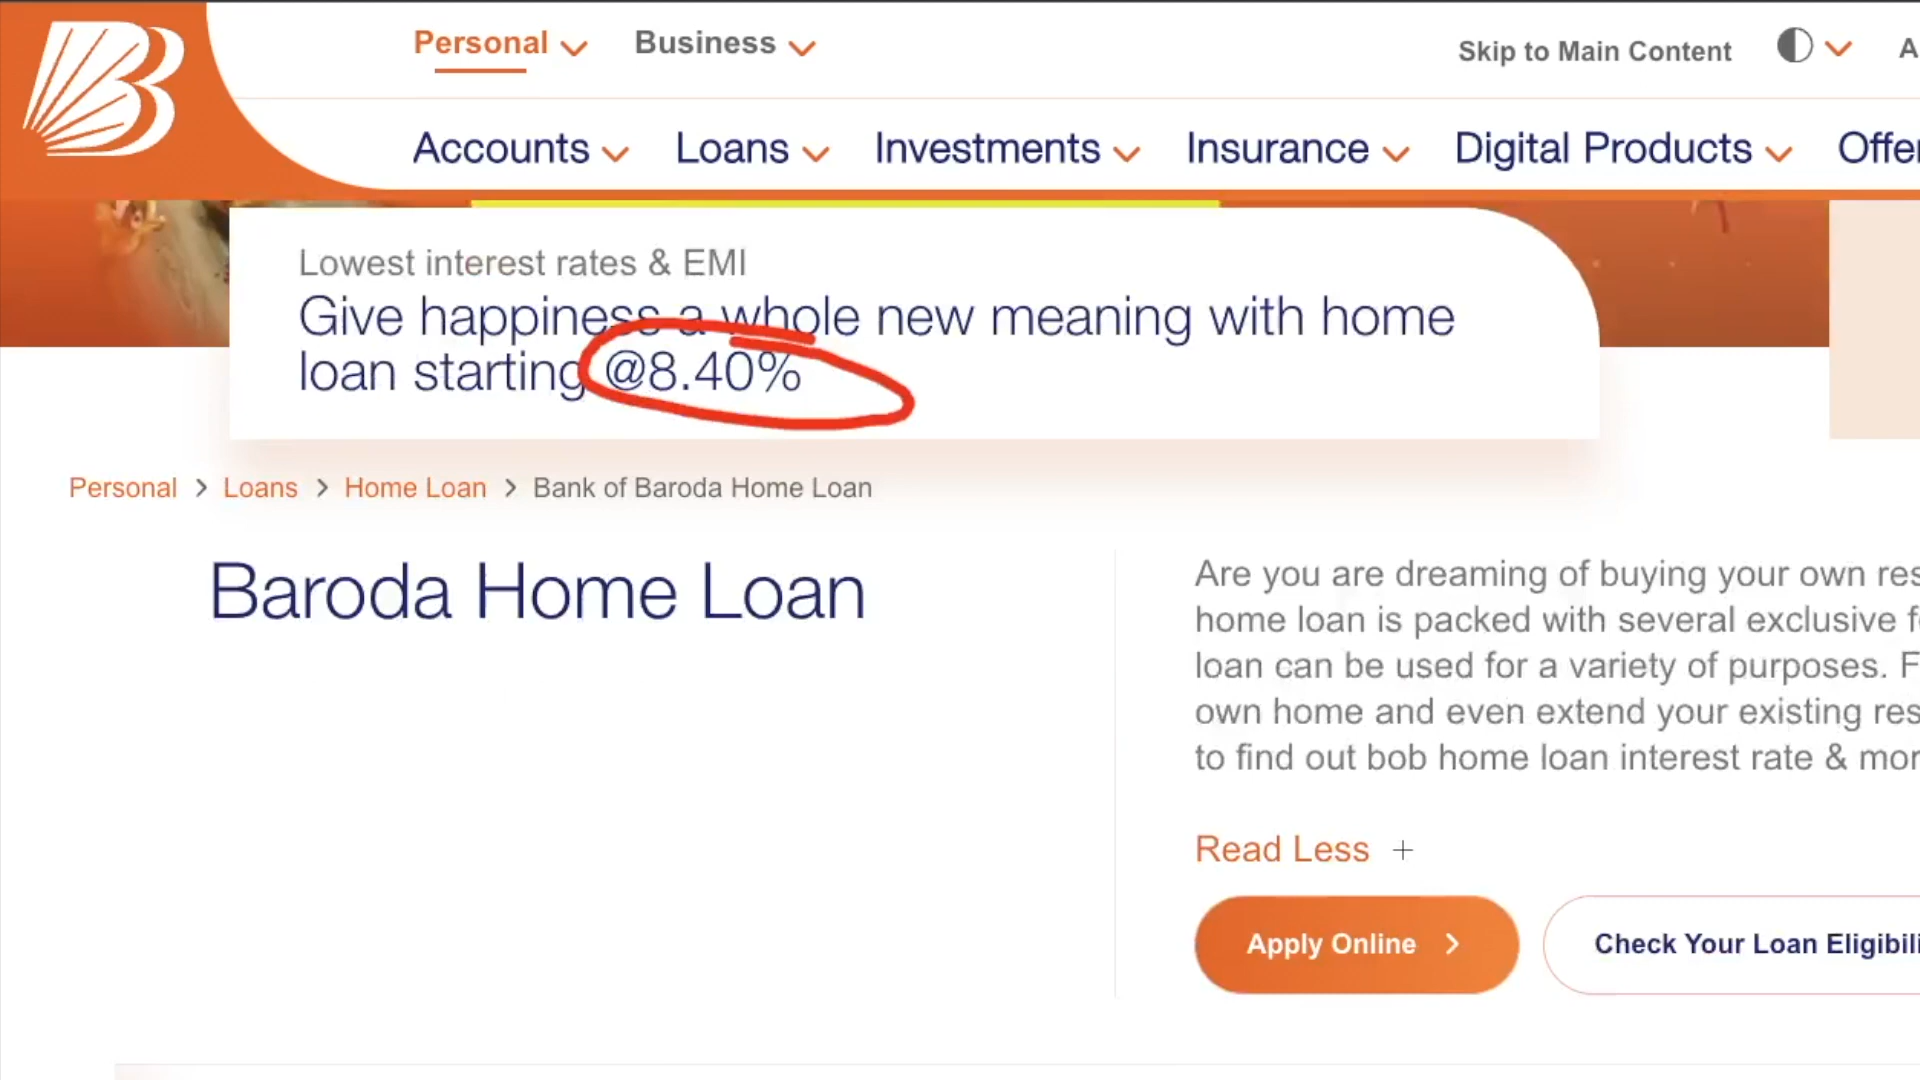 Personal Business
Skip to Main Content
Accounts Loans Investments Insurance Digital Products
Lowest interest rates & EMI
Give happiness a whole new meaning with home
loan starting @8.40%
Personal > Loans > Home Loan > Bank of Baroda Home Loan
Baroda Home Loan
Are you are dreaming of buying your own
home loan is packed with several exclusive
loan can be used for a variety of purposes.
own home and even extend your existing
to find out bob home loan interest rate &
Read Less +
Apply Online >
Check Your Loan